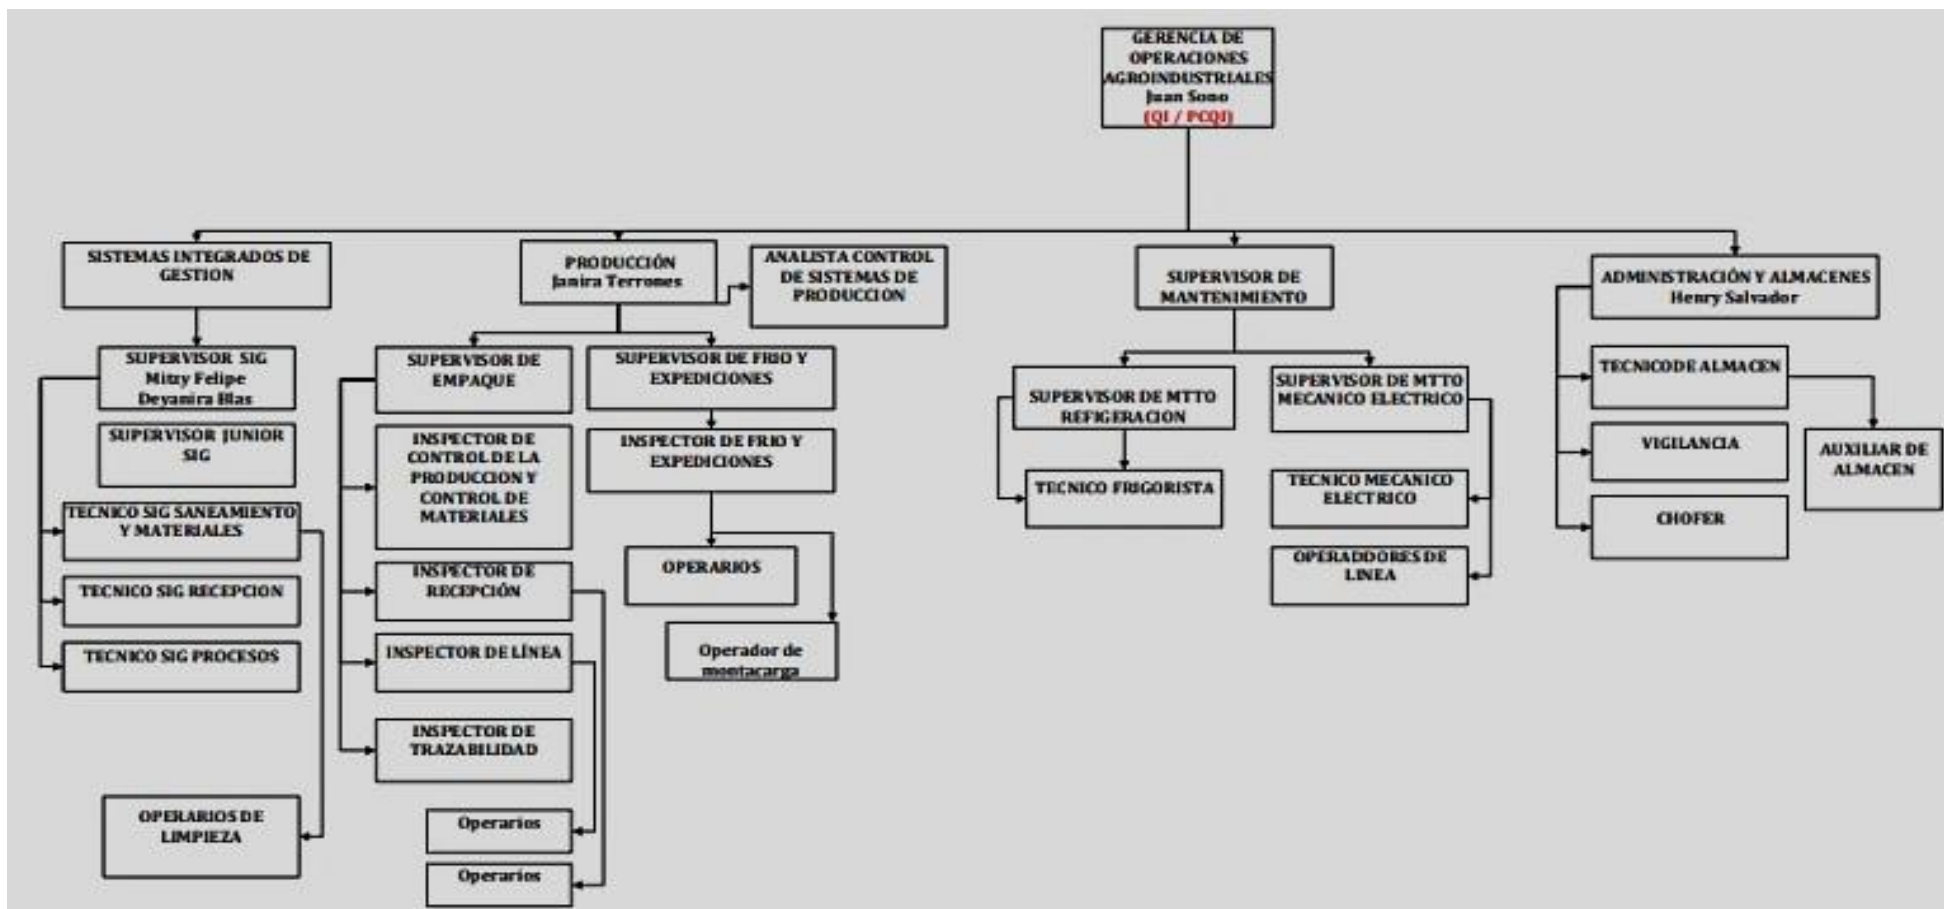 GERENCIA DE
OPERACIONES
AGROINDUSTRIALES
Juan Sono
(QI / PCQI)
SISTEMAS INTEGRADOS DE
GESTION
PRODUCCIÓN
Janira Terrones
ANALISTA CONTROL
DE SISTEMAS DE
PRODUCCION
SUPERVISOR DE
MANTENIMIENTO
ADMINISTRACIÓN Y ALMACENES
Henry Salvador
SUPERVISOR SIG
Mitzy Felipe
Deyanira Blas
SUPERVISOR DE
EMPAQUE
SUPERVISOR DE FRIO Y
EXPEDICIONES
SUPERVISOR DE MTTO
REFIGERACION
SUPERVISOR DE MTTO
MECANICO ELECTRICO
TECNICODE ALMACEN
SUPERVISOR JUNIOR
SIG
INSPECTOR DE
CONTROL DE LA
PRODUCCION Y
CONTROL DE
MATERIALES
INSPECTOR DE FRIO Y
EXPEDICIONES
VIGILANCIA
AUXILIAR DE
ALMACEN
TECNICO FRIGORISTA
TECNICO MECANICO
ELECTRICO
CHOFER
TECNICO SIG SANEAMIENTO
Y MATERIALES
OPERARIOS
OPERADDORES DE
LINEA
TECNICO SIG RECEPCION
INSPECTOR DE
RECEPCIÓN
TECNICO SIG PROCESOS
INSPECTOR DE LÍNEA
Operador de
montacarga
INSPECTOR DE
TRAZABILIDAD
OPERARIOS DE
LIMPIEZA
Operarios
Operarios